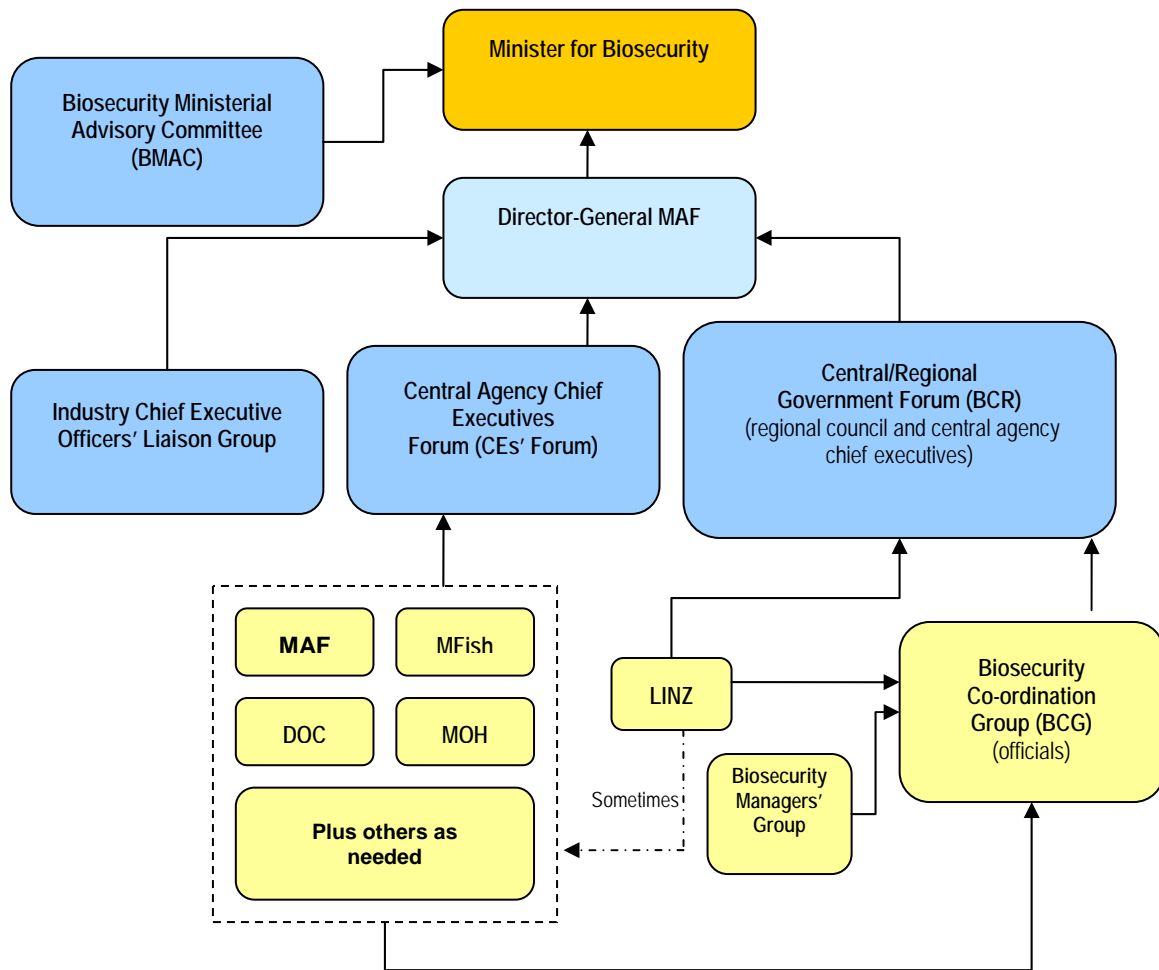 Minister for Biosecurity
Biosecurity Ministerial
Advisory Committee
(BMAC)
Director-General MAF
Industry Chief Executive
Officers’ Liaison Group
Central Agency Chief
Executives
Forum (CEs’ Forum)
Central/Regional
Government Forum (BCR)
(regional council and central agency
chief executives)
MAF
MFish
DOC
MOH
Plus others as
needed
LINZ
Sometimes
Biosecurity
Managers’
Group
Biosecurity
Co-ordination
Group (BCG)
(officials)